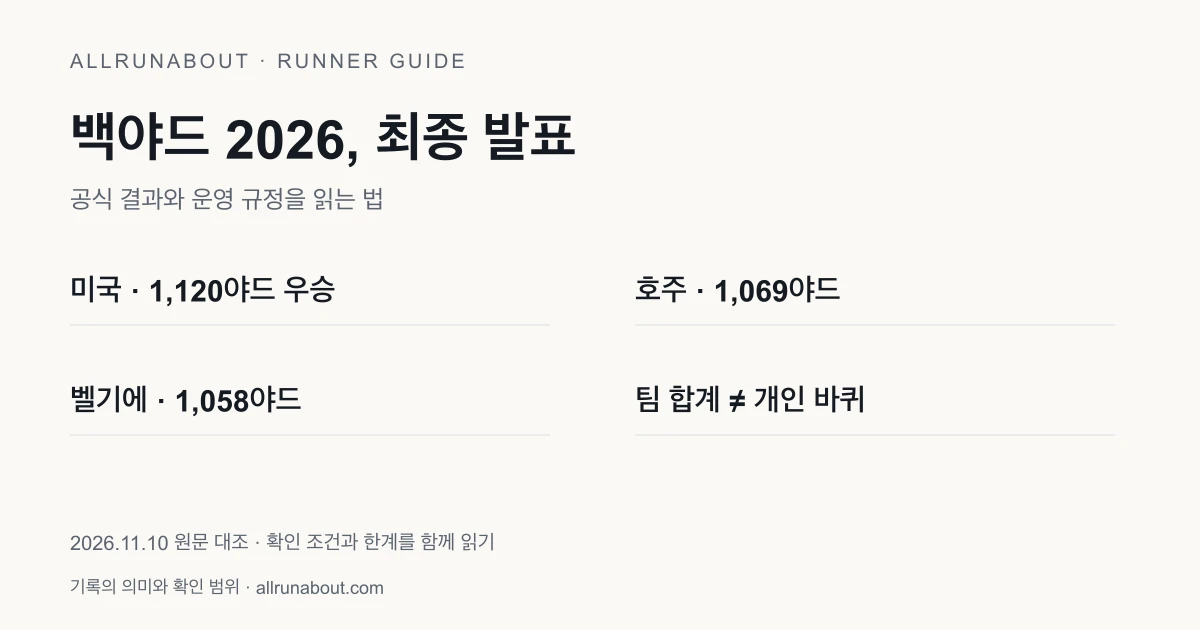 ALLRUNABOUT · RUNNER GUIDE
백야드 2026, 최종 발표
공식 결과와 운영 규정을 읽는 법
미국 · 1,120야드 우승
호주 · 1,069야드
벨기에 · 1,058야드
팀 합계 ≠ 개인 바퀴
2026.11.10 원문 대조 · 확인 조건과 한계를 함께 읽기
기록의 의미와 확인 범위 · allrunabout.com